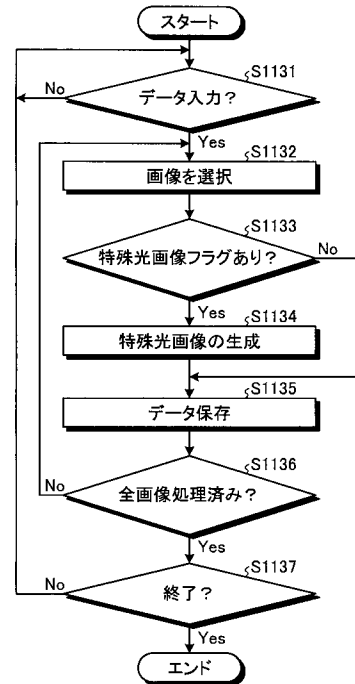 スタート
S1131
No
データ入力？
Yes
S1132
画像を選択
S1133
特殊光画像フラグあり？
No
Yes
S1134
特殊光画像の生成
S1135
データ保存
S1136
No
全画像処理済み？
Yes
S1137
No
終了？
Yes
エンド